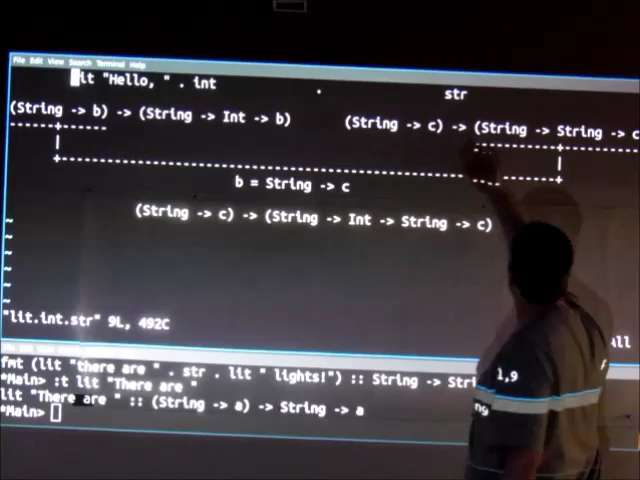 File Edit View Search Terminal Help
lit "Hello, " . int . str
(String -> b) -> (String -> Int -> b) (String -> c) -> (String -> String -> c
b = String -> c
(String -> c) -> (String -> Int -> String -> c)
~
~
~
~
~
~
"lit.int.str" 9L, 492C 1,9 All
fmt (lit "there are " . str . lit " lights!") :: String -> Stri
*Main> :t lit "There are "
lit "There are " :: (String -> a) -> String -> a
*Main>